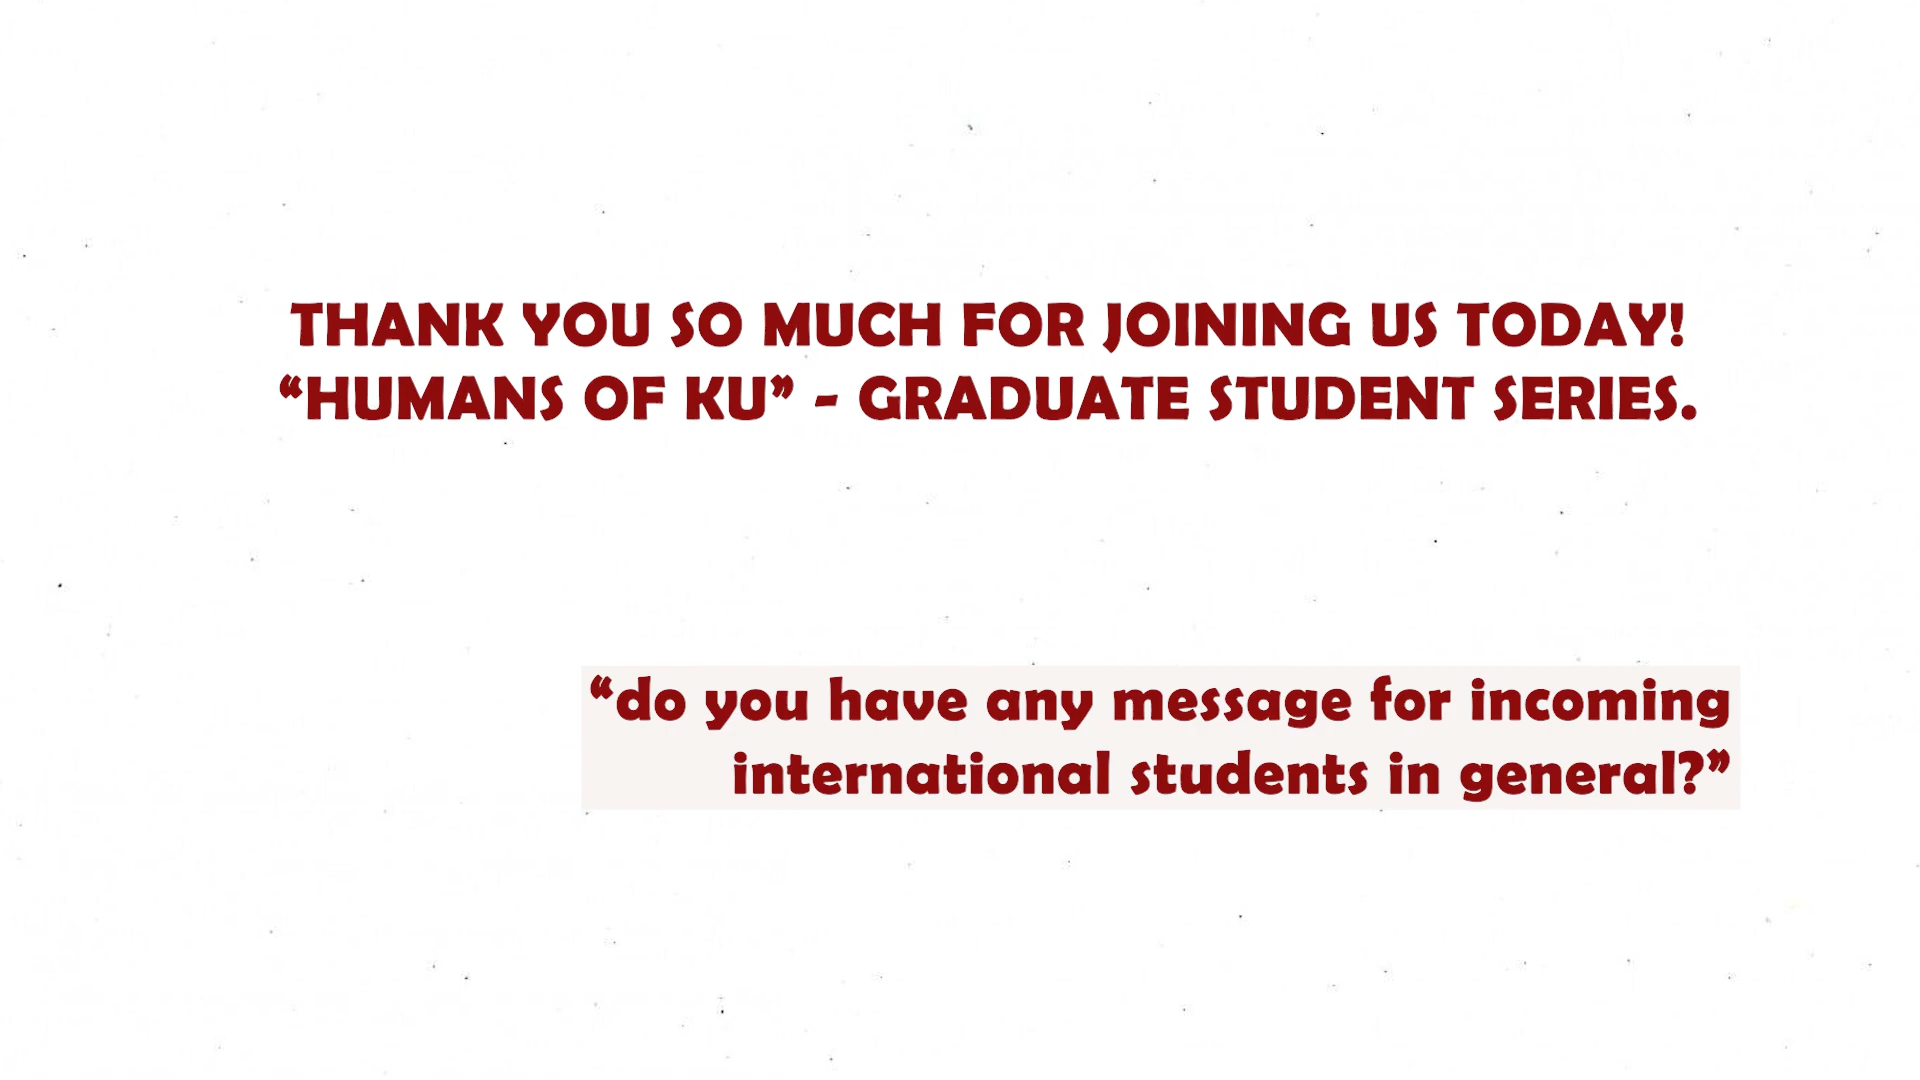 THANK YOU SO MUCH FOR JOINING US TODAY!
“HUMANS OF KU” - GRADUATE STUDENT SERIES.
“do you have any message for incoming
international students in general?”